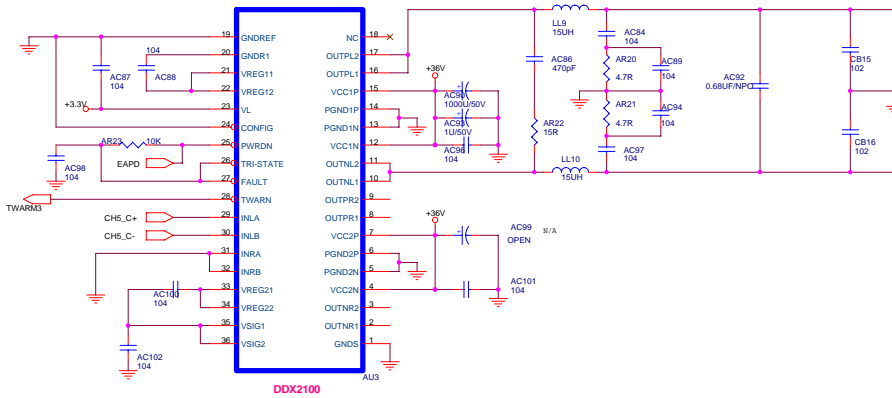 19 GNDREF
20 GNDR1
21 VREG11
22 VREG12
23 VL
24 CONFIG
25 PWRDN
26 TRI-STATE
27 FAULT
28 TWARN
29 INLA
30 INLB
31 INRA
32 INRB
33 VREG21
34 VREG22
35 VSIG1
36 VSIG2
NC 18
OUTPL2 17
OUTPL1 16
VCC1P 15
PGND1P 14
PGND1N 13
VCC1N 12
OUTNL2 11
OUTNL1 10
OUTPR2 9
OUTPR1 8
VCC2P 7
PGND2P 6
PGND2N 5
VCC2N 4
OUTNR2 3
OUTNR1 2
GNDS 1
AU3
DDX2100
104
AC87
104
AC88
+3.3V
AR23
10K
AC98
104
EAPD
TWARM3
CH5_C+
CH5_C-
AC100
104
AC102
104
+36V
AC90
1000U/50V
AC93
1U/50V
AC96
104
+36V
AC99
OPEN
N/A
AC101
104
LL9
15UH
AC86
470pF
AR22
15R
LL10
15UH
AC84
104
AR20
4.7R
AC89
104
AR21
4.7R
AC94
104
AC97
104
AC92
0.68UF/NPO
CB15
102
CB16
102